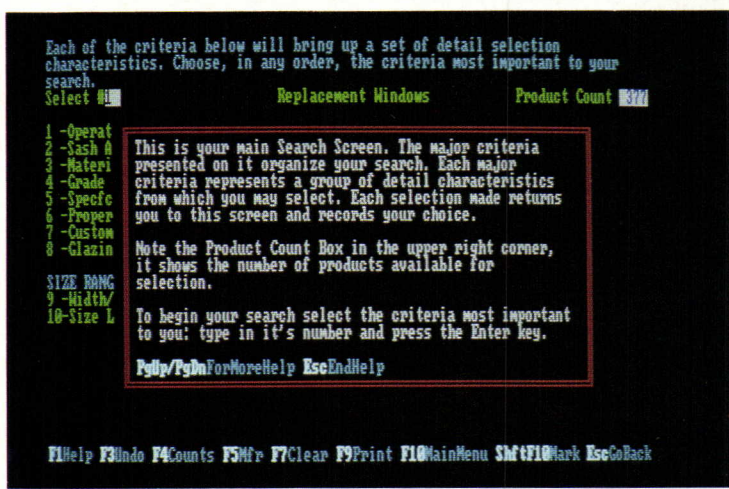 Each of the criteria below will bring up a set of detail selection
characteristics. Choose, in any order, the criteria most important to your
search.
Select #1 Replacement Windows Product Count 377
1 -Operat
2 -Sash A
3 -Materi
4 -Grade
5 -Specfc
6 -Proper
7 -Custom
8 -Glazin
SIZE RANG
9 -Width/
10-Size L
This is your main Search Screen. The major criteria
presented on it organize your search. Each major
criteria represents a group of detail characteristics
from which you may select. Each selection made returns
you to this screen and records your choice.
Note the Product Count Box in the upper right corner,
it shows the number of products available for
selection.
To begin your search select the criteria most important
to you: type in it's number and press the Enter key.
PgUp/PgDnForMoreHelp EscEndHelp
F1Help F3Undo F4Counts F5Mfr F7Clear F9Print F10MainMenu ShftF10Mark EscGoBack